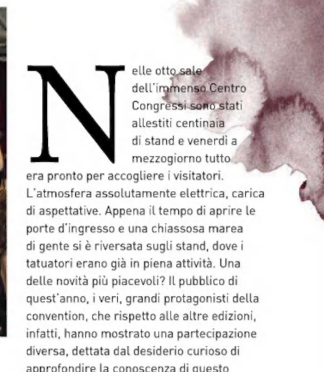 Nelle otto sale
dell'immenso Centro
Congressi sono stati
allestiti centinaia
di stand e venerdì a
mezzogiorno tutto
era pronto per accogliere i visitatori.
L'atmosfera assolutamente elettrica, carica
di aspettative. Appena il tempo di aprire le
porte d'ingresso e una chiassosa marea
di gente si è riversata sugli stand, dove i
tatuatori erano già in piena attività. Una
delle novità più piacevoli? Il pubblico di
quest'anno, i veri, grandi protagonisti della
convention, che rispetto alle altre edizioni,
infatti, hanno mostrato una partecipazione
diversa, dettata dal desiderio curioso di
approfondire la conoscenza di questo